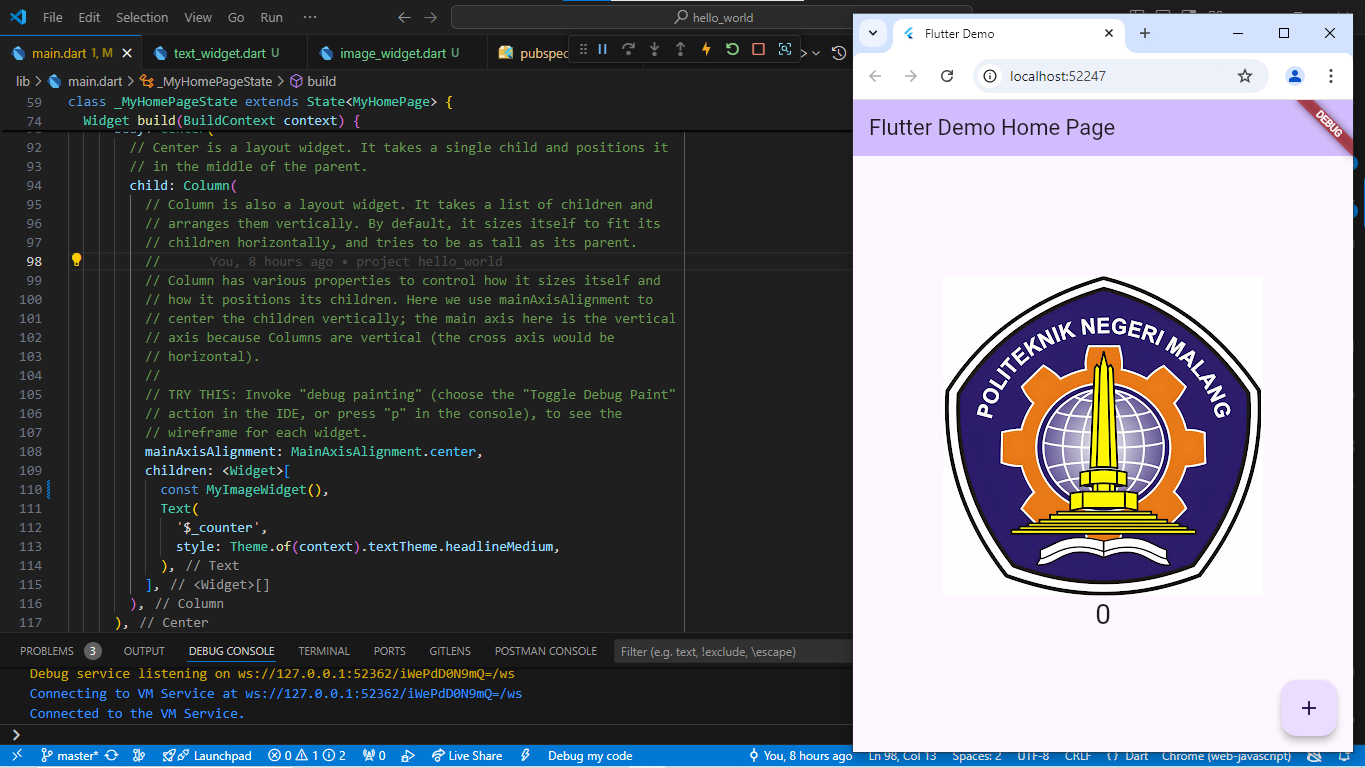 File Edit Selection View Go Run ··· hello_world
main.dart 1, M text_widget.dart U image_widget.dart U pubspec
lib > main.dart > _MyHomePageState > build
59 class _MyHomePageState extends State<MyHomePage> {
74 Widget build(BuildContext context) {
92 // Center is a layout widget. It takes a single child and positions it
93 // in the middle of the parent.
94 child: Column(
95 // Column is also a layout widget. It takes a list of children and
96 // arranges them vertically. By default, it sizes itself to fit its
97 // children horizontally, and tries to be as tall as its parent.
98 // You, 8 hours ago • project hello_world
99 // Column has various properties to control how it sizes itself and
100 // how it positions its children. Here we use mainAxisAlignment to
101 // center the children vertically; the main axis here is the vertical
102 // axis because Columns are vertical (the cross axis would be
103 // horizontal).
104 //
105 // TRY THIS: Invoke "debug painting" (choose the "Toggle Debug Paint"
106 // action in the IDE, or press "p" in the console), to see the
107 // wireframe for each widget.
108 mainAxisAlignment: MainAxisAlignment.center,
109 children: <Widget>[
110 const MyImageWidget(),
111 Text(
112 '$_counter',
113 style: Theme.of(context).textTheme.headlineMedium,
114 ), // Text
115 ], // <Widget>[]
116 ), // Column
117 ), // Center
PROBLEMS 3 OUTPUT DEBUG CONSOLE TERMINAL PORTS GITLENS POSTMAN CONSOLE Filter (e.g. text, !exclude, \escape)
Debug service listening on ws://127.0.0.1:52362/iWePdD0N9mQ=/ws
Connecting to VM Service at ws://127.0.0.1:52362/iWePdD0N9mQ=/ws
Connected to the VM Service.
master* Launchpad 0 1 2 0 Live Share Debug my code You, 8 hours ago Ln 98, Col 13 Spaces: 2 UTF-8 CRLF {} Dart Chrome (web-javascript)
Flutter Demo
localhost:52247
Flutter Demo Home Page
DEBUG
POLITEKNIK NEGERI MALANG
0
+